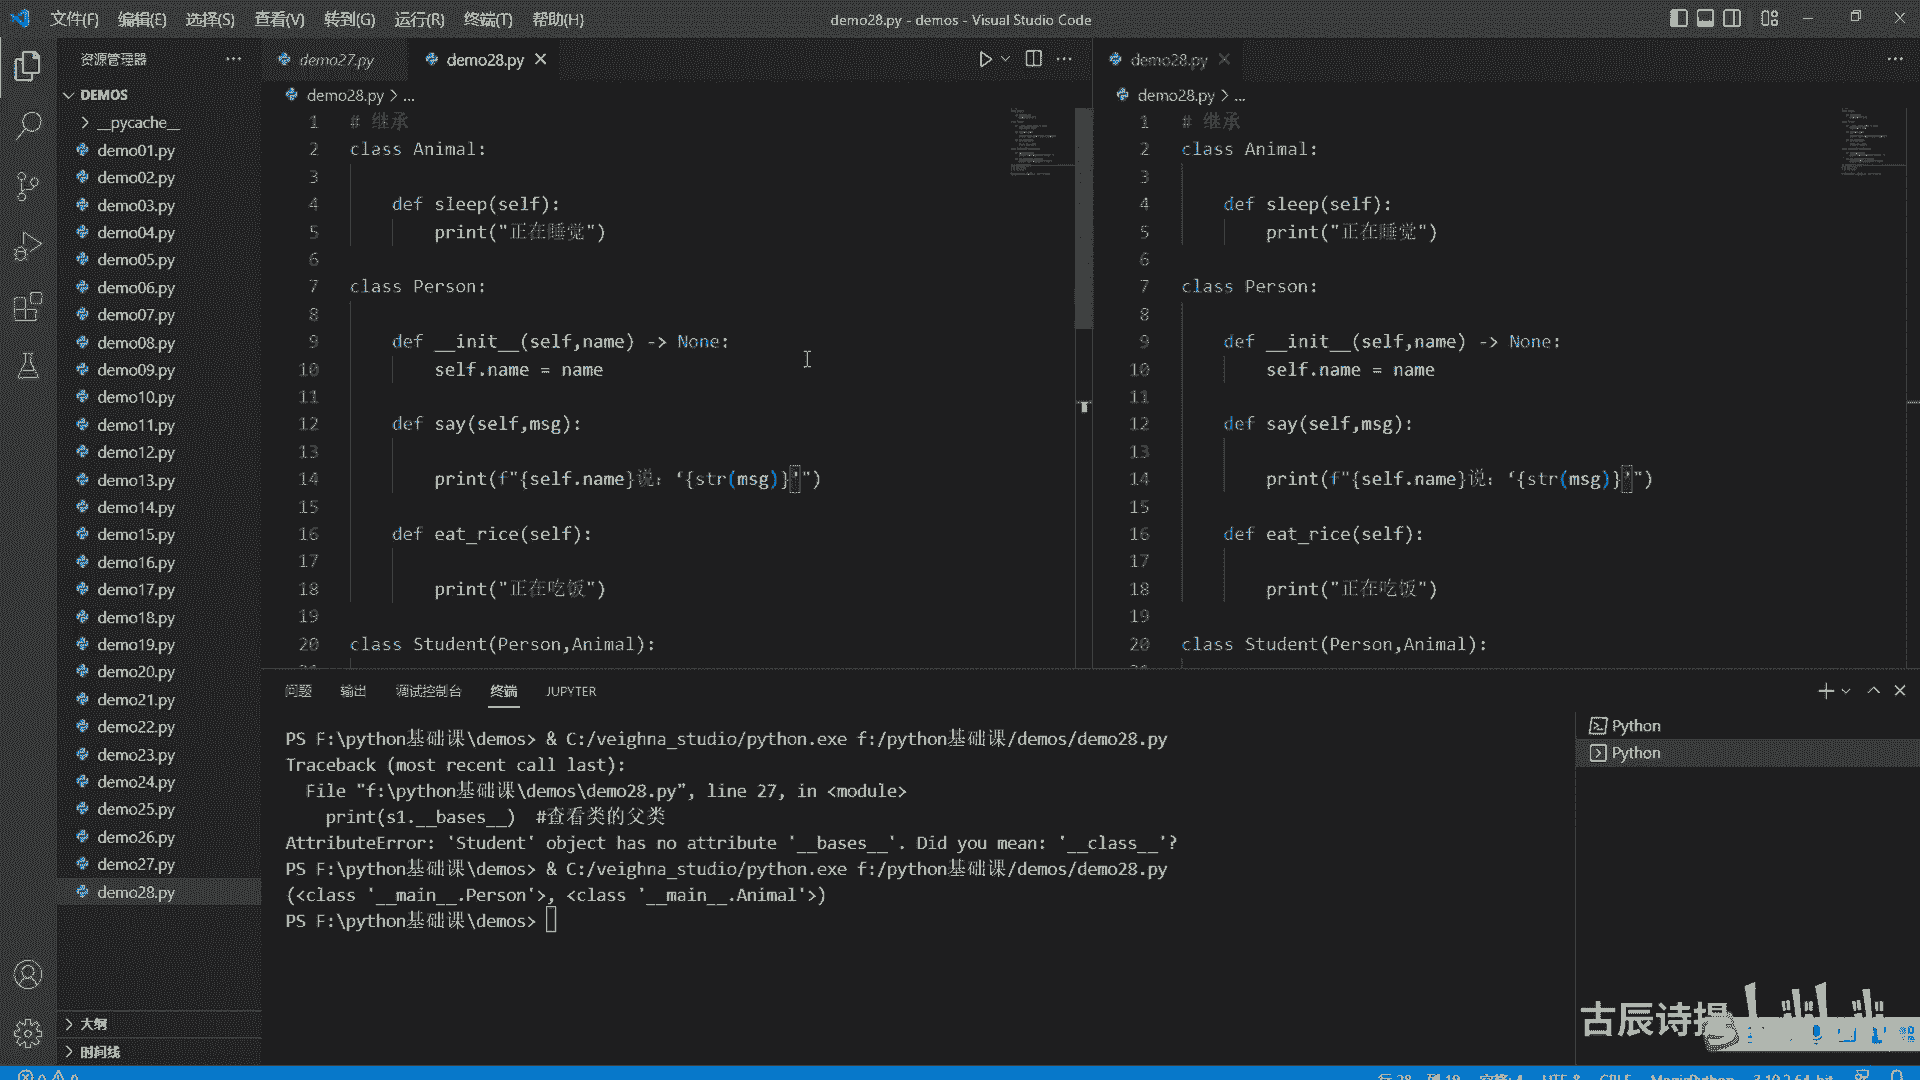 文件(F) 编辑(E) 选择(S) 查看(V) 转到(G) 运行(R) 终端(T) 帮助(H) demo28.py - demos - Visual Studio Code
资源管理器
DEMOS
__pycache__
demo01.py
demo02.py
demo03.py
demo04.py
demo05.py
demo06.py
demo07.py
demo08.py
demo09.py
demo10.py
demo11.py
demo12.py
demo13.py
demo14.py
demo15.py
demo16.py
demo17.py
demo18.py
demo19.py
demo20.py
demo21.py
demo22.py
demo23.py
demo24.py
demo25.py
demo26.py
demo27.py
demo28.py
大纲
时间线
demo27.py demo28.py
demo28.py > ...
1 # 继承
2 class Animal:
3
4 def sleep(self):
5 print("正在睡觉")
6
7 class Person:
8
9 def __init__(self,name) -> None:
10 self.name = name
11
12 def say(self,msg):
13
14 print(f"{self.name}说: ‘{str(msg)}’")
15
16 def eat_rice(self):
17
18 print("正在吃饭")
19
20 class Student(Person,Animal):
demo28.py
demo28.py > ...
1 # 继承
2 class Animal:
3
4 def sleep(self):
5 print("正在睡觉")
6
7 class Person:
8
9 def __init__(self,name) -> None:
10 self.name = name
11
12 def say(self,msg):
13
14 print(f"{self.name}说: ‘{str(msg)}’")
15
16 def eat_rice(self):
17
18 print("正在吃饭")
19
20 class Student(Person,Animal):
问题 输出 调试控制台 终端 JUPYTER
PS F:\python基础课\demos> & C:/veighna_studio/python.exe f:/python基础课/demos/demo28.py
Traceback (most recent call last):
File "f:\python基础课\demos\demo28.py", line 27, in <module>
print(s1.__bases__) #查看类的父类
AttributeError: 'Student' object has no attribute '__bases__'. Did you mean: '__class__'?
PS F:\python基础课\demos> & C:/veighna_studio/python.exe f:/python基础课/demos/demo28.py
(<class '__main__.Person'>, <class '__main__.Animal'>)
PS F:\python基础课\demos>
Python
Python
古辰诗提